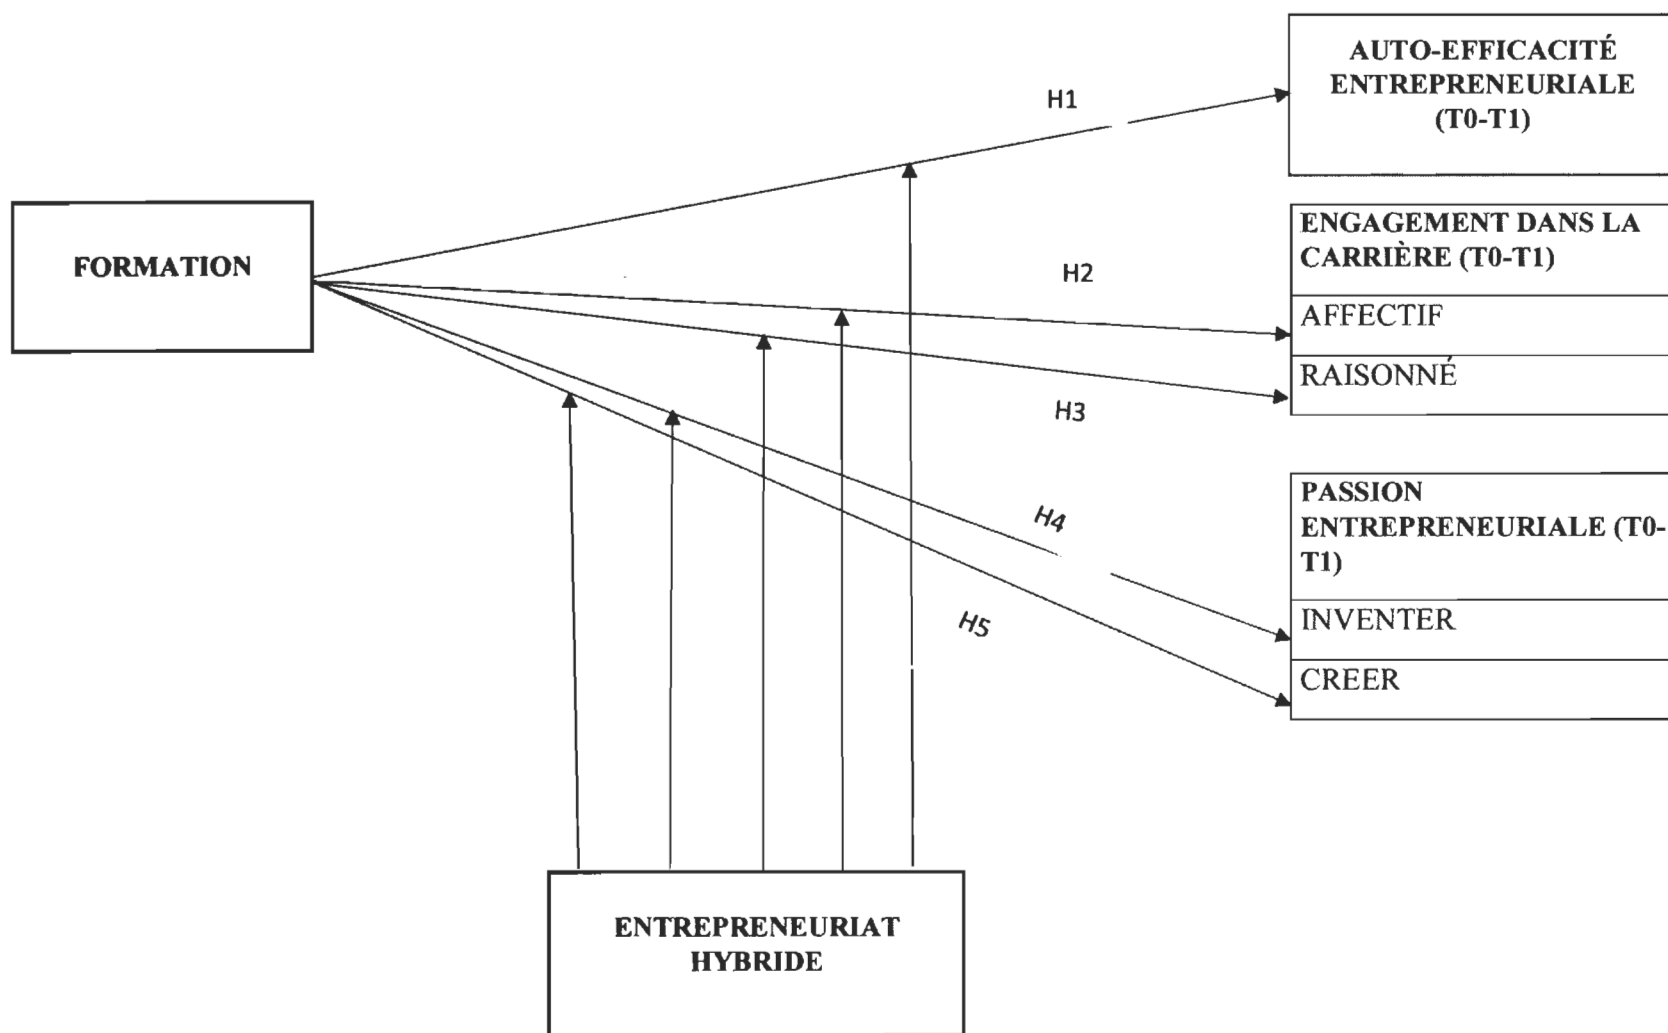 AUTO-EFFICACITÉ
ENTREPRENEURIALE
(T0-T1)
H1
FORMATION
ENGAGEMENT DANS LA
CARRIÈRE (T0-T1)
H2
AFFECTIF
RAISONNÉ
H3
PASSION
ENTREPRENEURIALE (T0-
T1)
H4
INVENTER
H5
CREER
ENTREPRENEURIAT
HYBRIDE